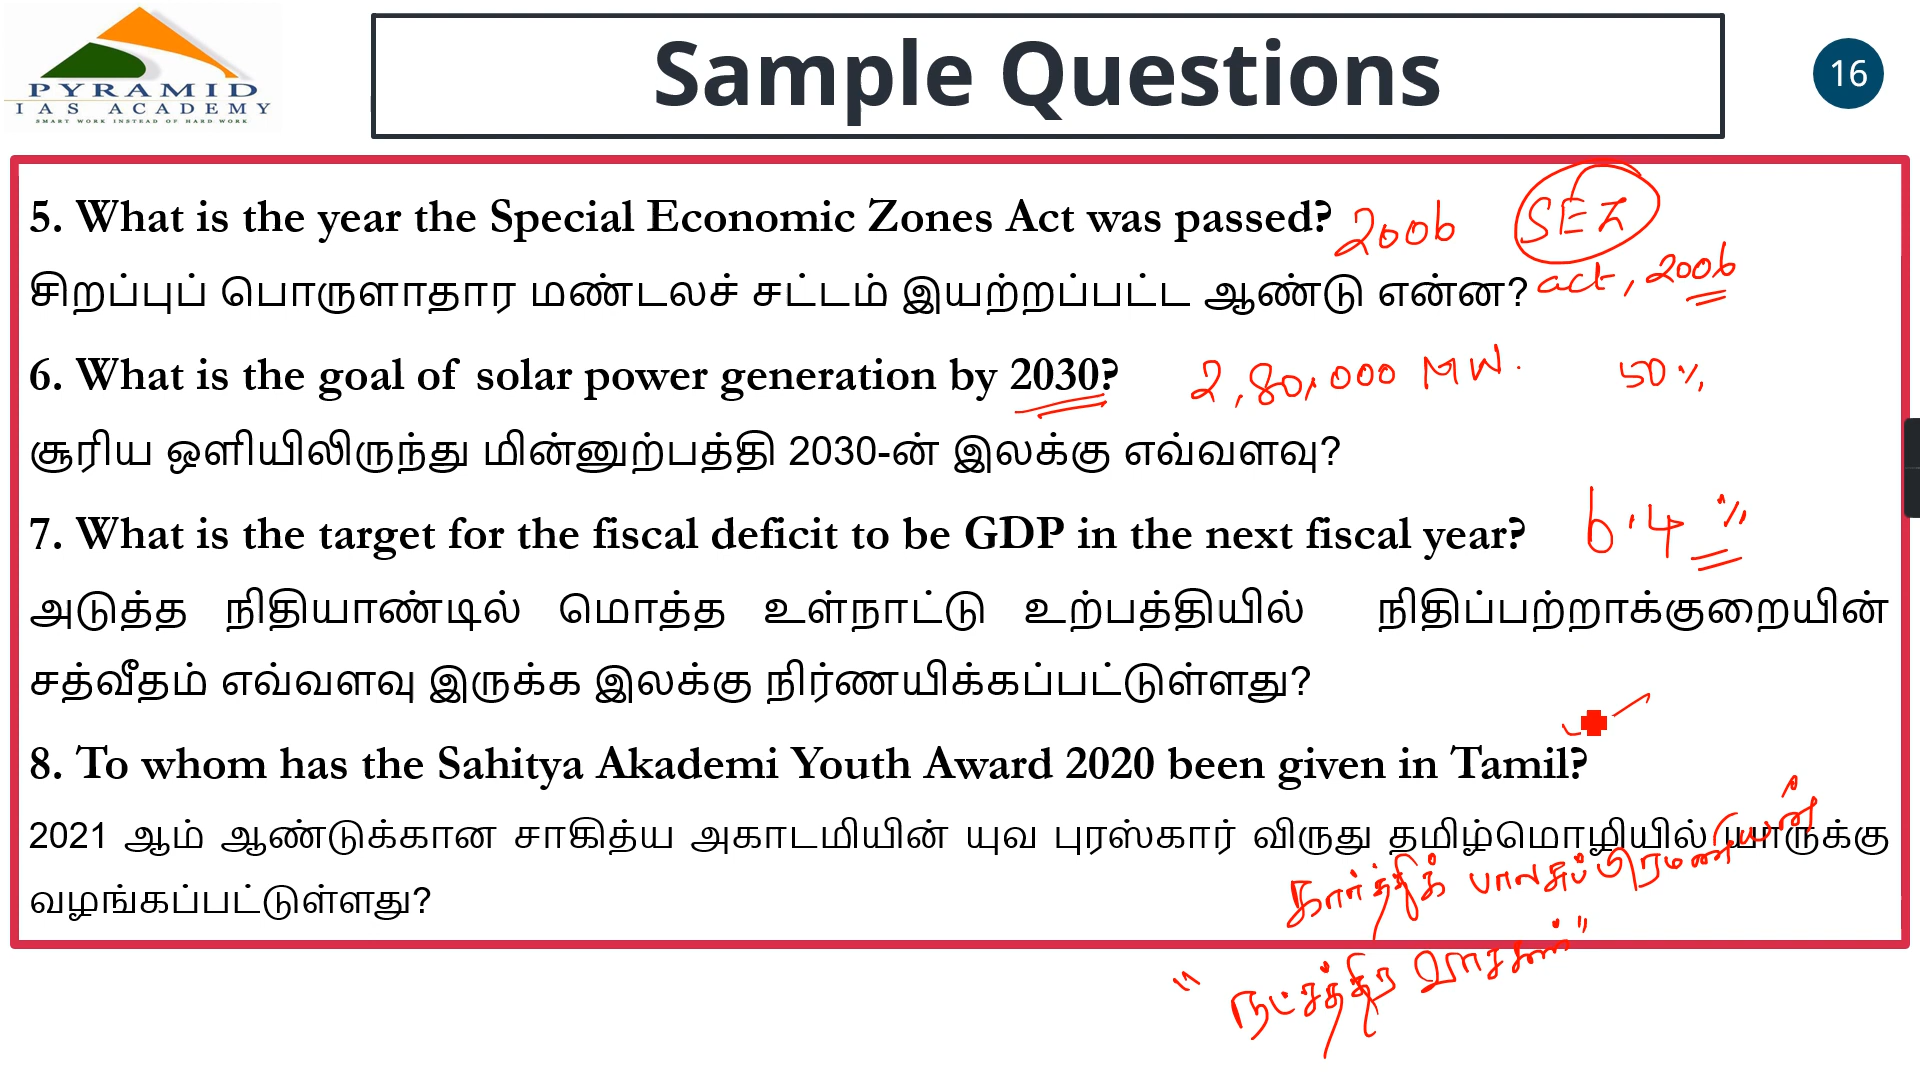 PYRAMID
IAS ACADEMY
SMART WORK INSTEAD OF HARD WORK
Sample Questions
16
5. What is the year the Special Economic Zones Act was passed? 2006 SEZ
சிறப்புப் பொருளாதார மண்டலச் சட்டம் இயற்றப்பட்ட ஆண்டு என்ன? act, 2006
6. What is the goal of solar power generation by 2030? 2,80,000 MW. 50%
சூரிய ஒளியிலிருந்து மின்னுற்பத்தி 2030-ன் இலக்கு எவ்வளவு?
7. What is the target for the fiscal deficit to be GDP in the next fiscal year? 6.4%
அடுத்த நிதியாண்டில் மொத்த உள்நாட்டு உற்பத்தியில் நிதிப்பற்றாக்குறையின்
சத்வீதம் எவ்வளவு இருக்க இலக்கு நிர்ணயிக்கப்பட்டுள்ளது?
8. To whom has the Sahitya Akademi Youth Award 2020 been given in Tamil?
2021 ஆம் ஆண்டுக்கான சாகித்ய அகாடமியின் யுவ புரஸ்கார் விருது தமிழ்மொழியில் யாருக்கு
வழங்கப்பட்டுள்ளது?
கார்த்திக் பாலசுப்பிரமணியன்
"நட்சத்திர வாசிகள்"